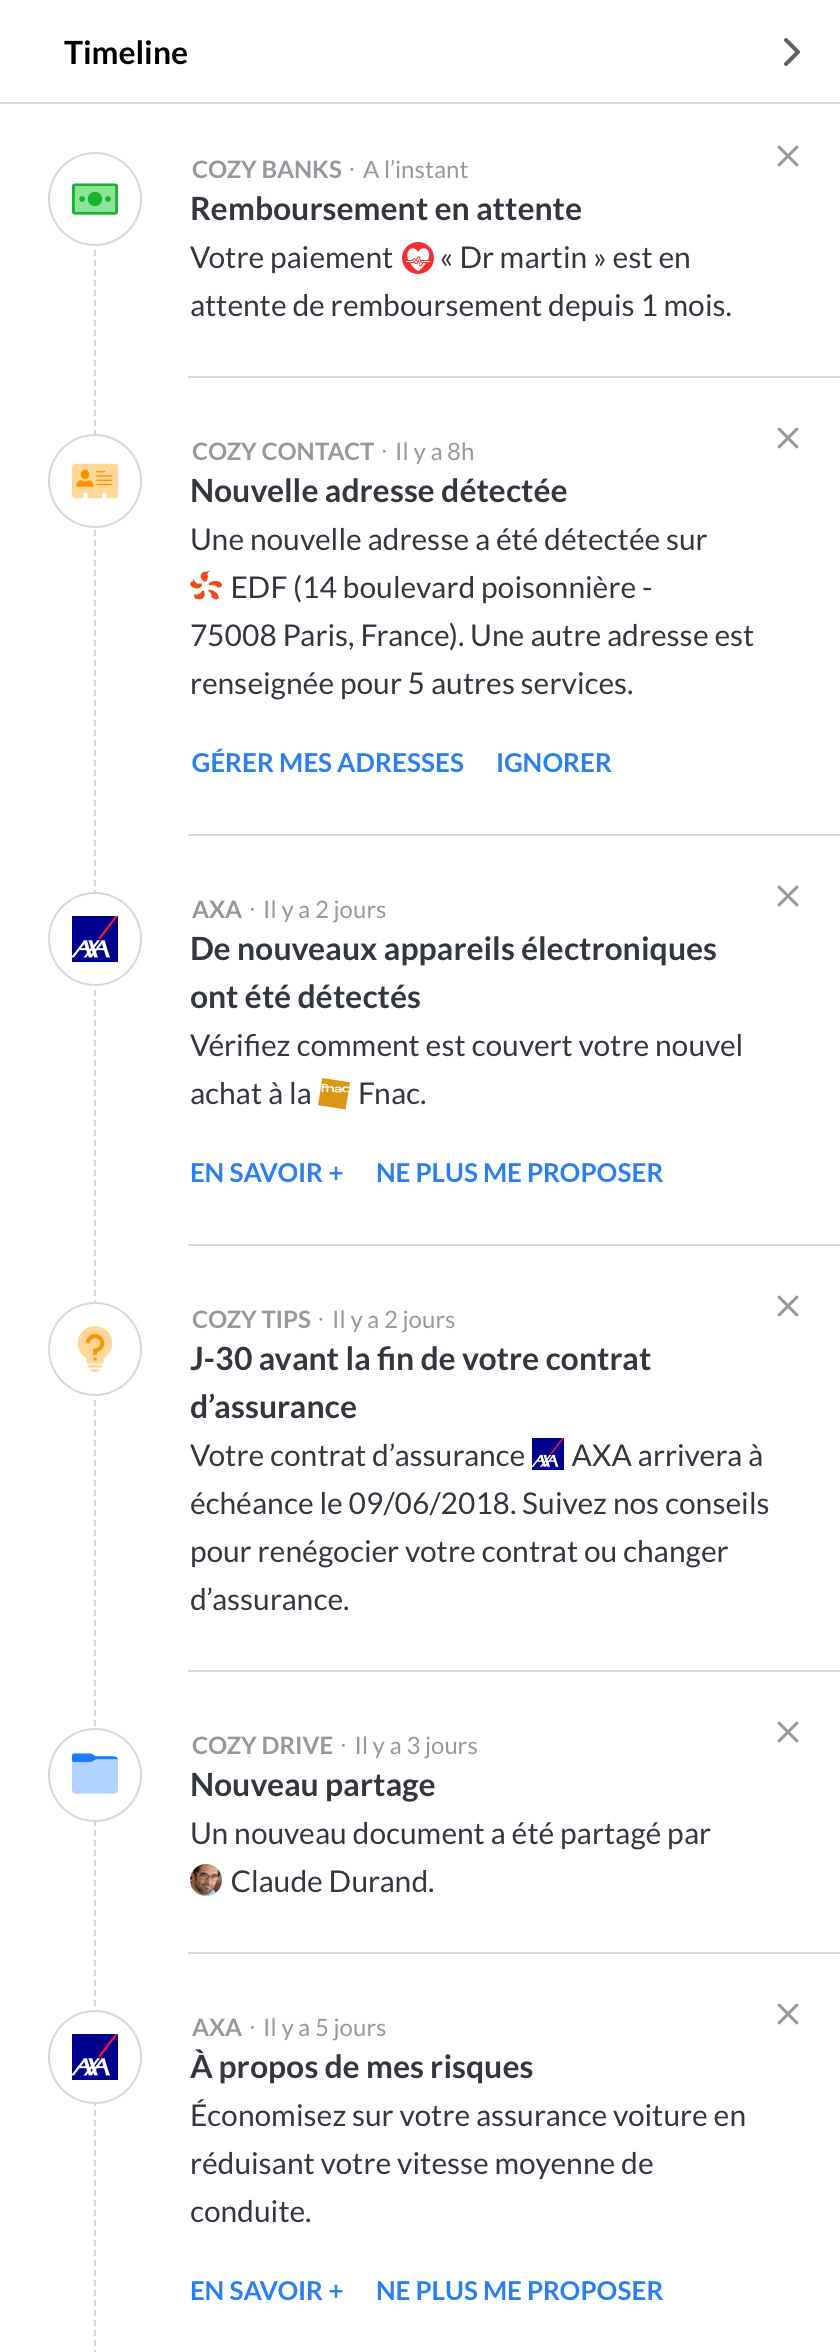 Timeline
COZY BANKS · A l’instant
Remboursement en attente
Votre paiement « Dr martin » est en
attente de remboursement depuis 1 mois.
COZY CONTACT · Il y a 8h
Nouvelle adresse détectée
Une nouvelle adresse a été détectée sur
EDF (14 boulevard poisonnière -
75008 Paris, France). Une autre adresse est
renseignée pour 5 autres services.
GÉRER MES ADRESSES IGNORER
AXA
AXA · Il y a 2 jours
De nouveaux appareils électroniques
ont été détectés
Vérifiez comment est couvert votre nouvel
achat à la fnac Fnac.
EN SAVOIR + NE PLUS ME PROPOSER
COZY TIPS · Il y a 2 jours
J-30 avant la fin de votre contrat
d’assurance
Votre contrat d’assurance AXA AXA arrivera à
échéance le 09/06/2018. Suivez nos conseils
pour renégocier votre contrat ou changer
d’assurance.
COZY DRIVE · Il y a 3 jours
Nouveau partage
Un nouveau document a été partagé par
Claude Durand.
AXA
AXA · Il y a 5 jours
À propos de mes risques
Économisez sur votre assurance voiture en
réduisant votre vitesse moyenne de
conduite.
EN SAVOIR + NE PLUS ME PROPOSER